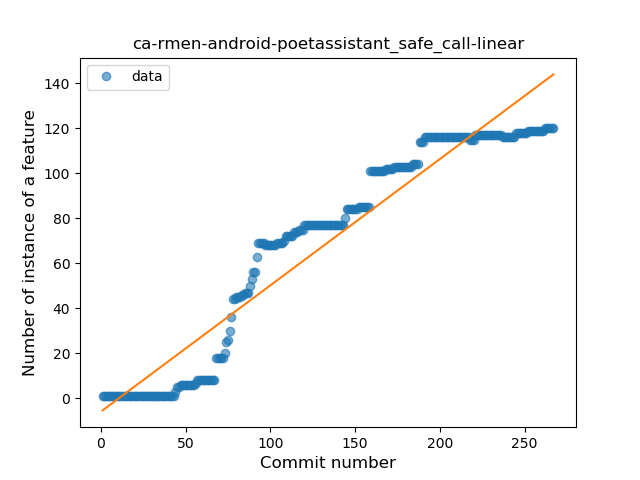 ca-rmen-android-poetassistant_safe_call-linear
data
Number of instance of a feature
140
120
100
80
60
40
20
0
0 50 100 150 200 250
Commit number